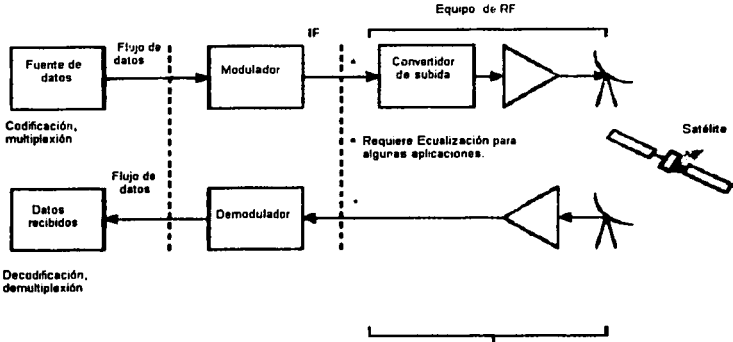 Equipo de RF
Flujo de
datos
IF
Fuente de
datos
Modulador
*
Convertidor
de subida
Codificación,
multiplexión
* Requiere Ecualización para
algunas aplicaciones.
Satélite
Flujo de
datos
Datos
recibidos
Demodulador
*
Decodificación,
demultiplexión